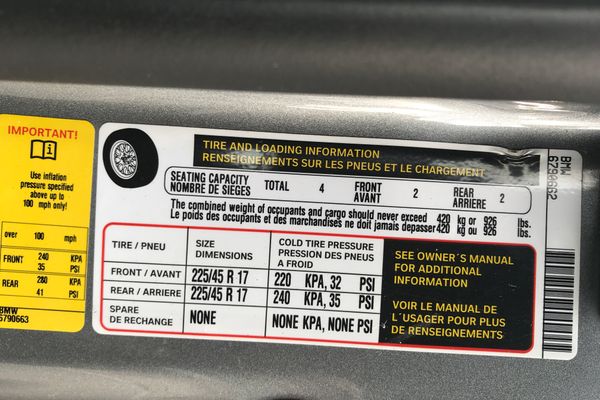 IMPORTANT!
Use inflation
pressure specified
above up to
100 mph only!
over 100 mph
FRONT 240 KPA
35 PSI
REAR 280 KPA
41 PSI
BMW
6790663
TIRE AND LOADING INFORMATION
RENSEIGNEMENTS SUR LES PNEUS ET LE CHARGEMENT
SEATING CAPACITY TOTAL 4 FRONT 2 REAR 2
NOMBRE DE SIEGES AVANT ARRIERE
The combined weight of occupants and cargo should never exceed 420 kg or 926 lbs.
Le poids des occupants et des marchandises ne doit jamais depasser 420 kg ou 926 lbs.
TIRE / PNEU SIZE COLD TIRE PRESSURE
DIMENSIONS PRESSION DES PNEUS
A FROID
FRONT / AVANT 225/45 R 17 220 KPA, 32 PSI
REAR / ARRIERE 225/45 R 17 240 KPA, 35 PSI
SPARE NONE NONE KPA, NONE PSI
DE RECHANGE
SEE OWNER´S MANUAL
FOR ADDITIONAL
INFORMATION
VOIR LE MANUAL DE
L´USAGER POUR PLUS
DE RENSEIGNEMENTS
BMW